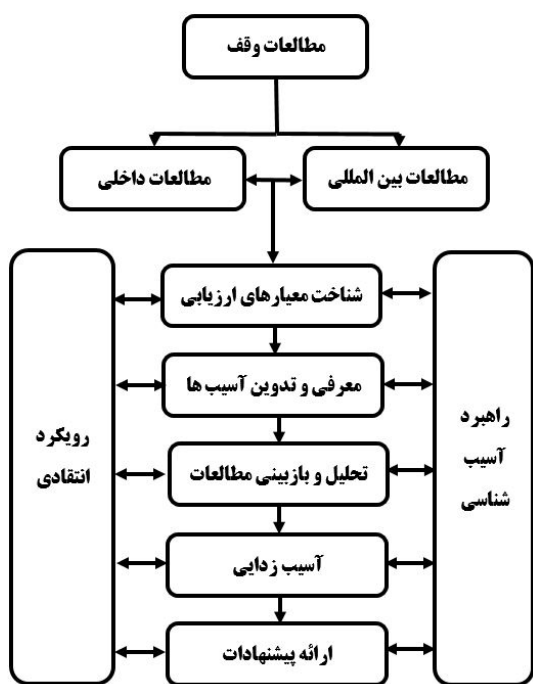 مطالعات وقف
مطالعات بین المللی
مطالعات داخلی
شناخت معیارهای ارزیابی
معرفی و تدوین آسیب ها
تحلیل و بازبینی مطالعات
آسیب زدایی
ارائه پیشنهادات
راهبرد
آسیب
شناسی
رویکرد
انتقادی